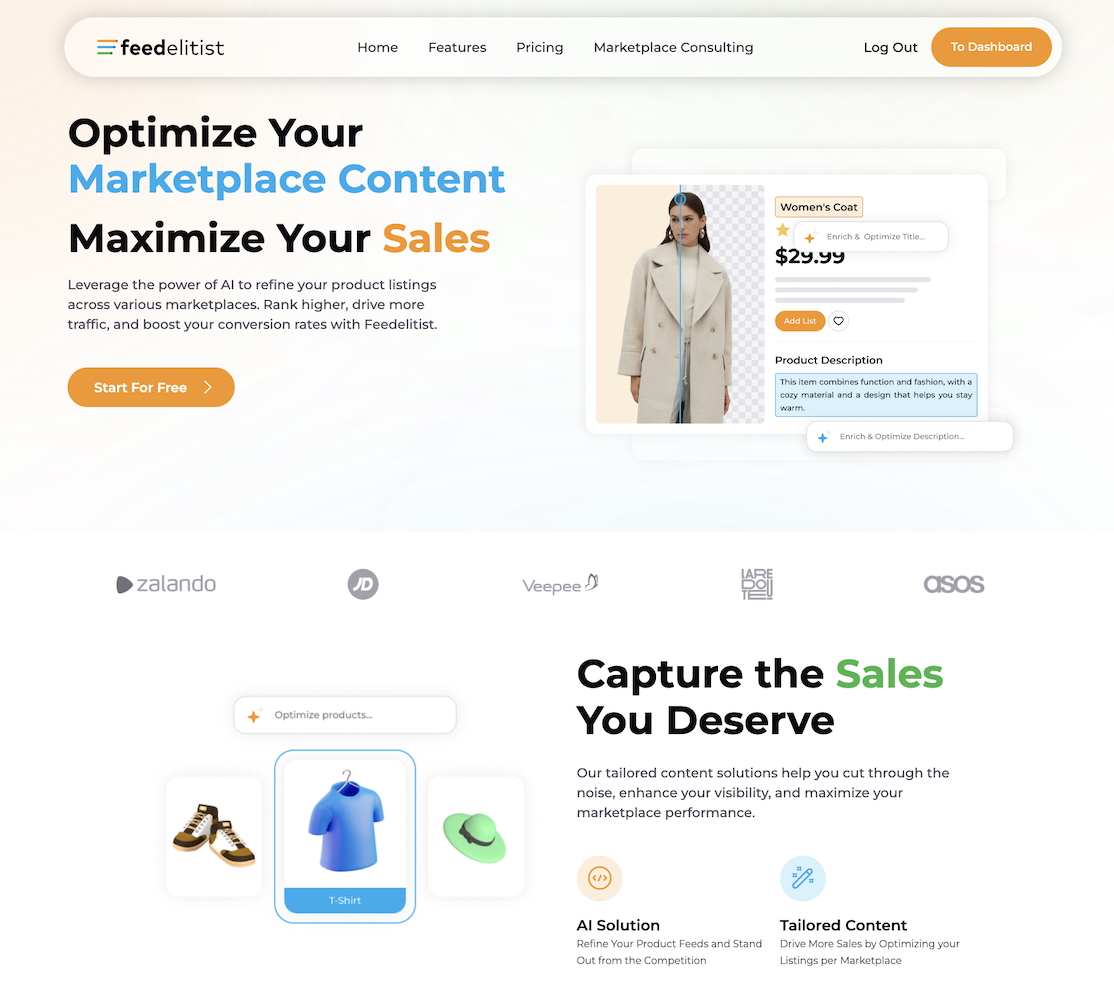 feedelitist
Home
Features
Pricing
Marketplace Consulting
Log Out
To Dashboard
Optimize Your
Marketplace Content
Maximize Your Sales
Leverage the power of AI to refine your product listings
across various marketplaces. Rank higher, drive more
traffic, and boost your conversion rates with Feedelitist.
Start For Free
Women's Coat
Enrich & Optimize Title...
$29.99
Add List
Product Description
This item combines function and fashion, with a
cozy material and a design that helps you stay
warm.
Enrich & Optimize Description...
zalando
JD
Veepee
LA RE
DOU
TE
asos
Capture the Sales
You Deserve
Optimize products...
T-Shirt
Our tailored content solutions help you cut through the
noise, enhance your visibility, and maximize your
marketplace performance.
AI Solution
Refine Your Product Feeds and Stand
Out from the Competition
Tailored Content
Drive More Sales by Optimizing your
Listings per Marketplace